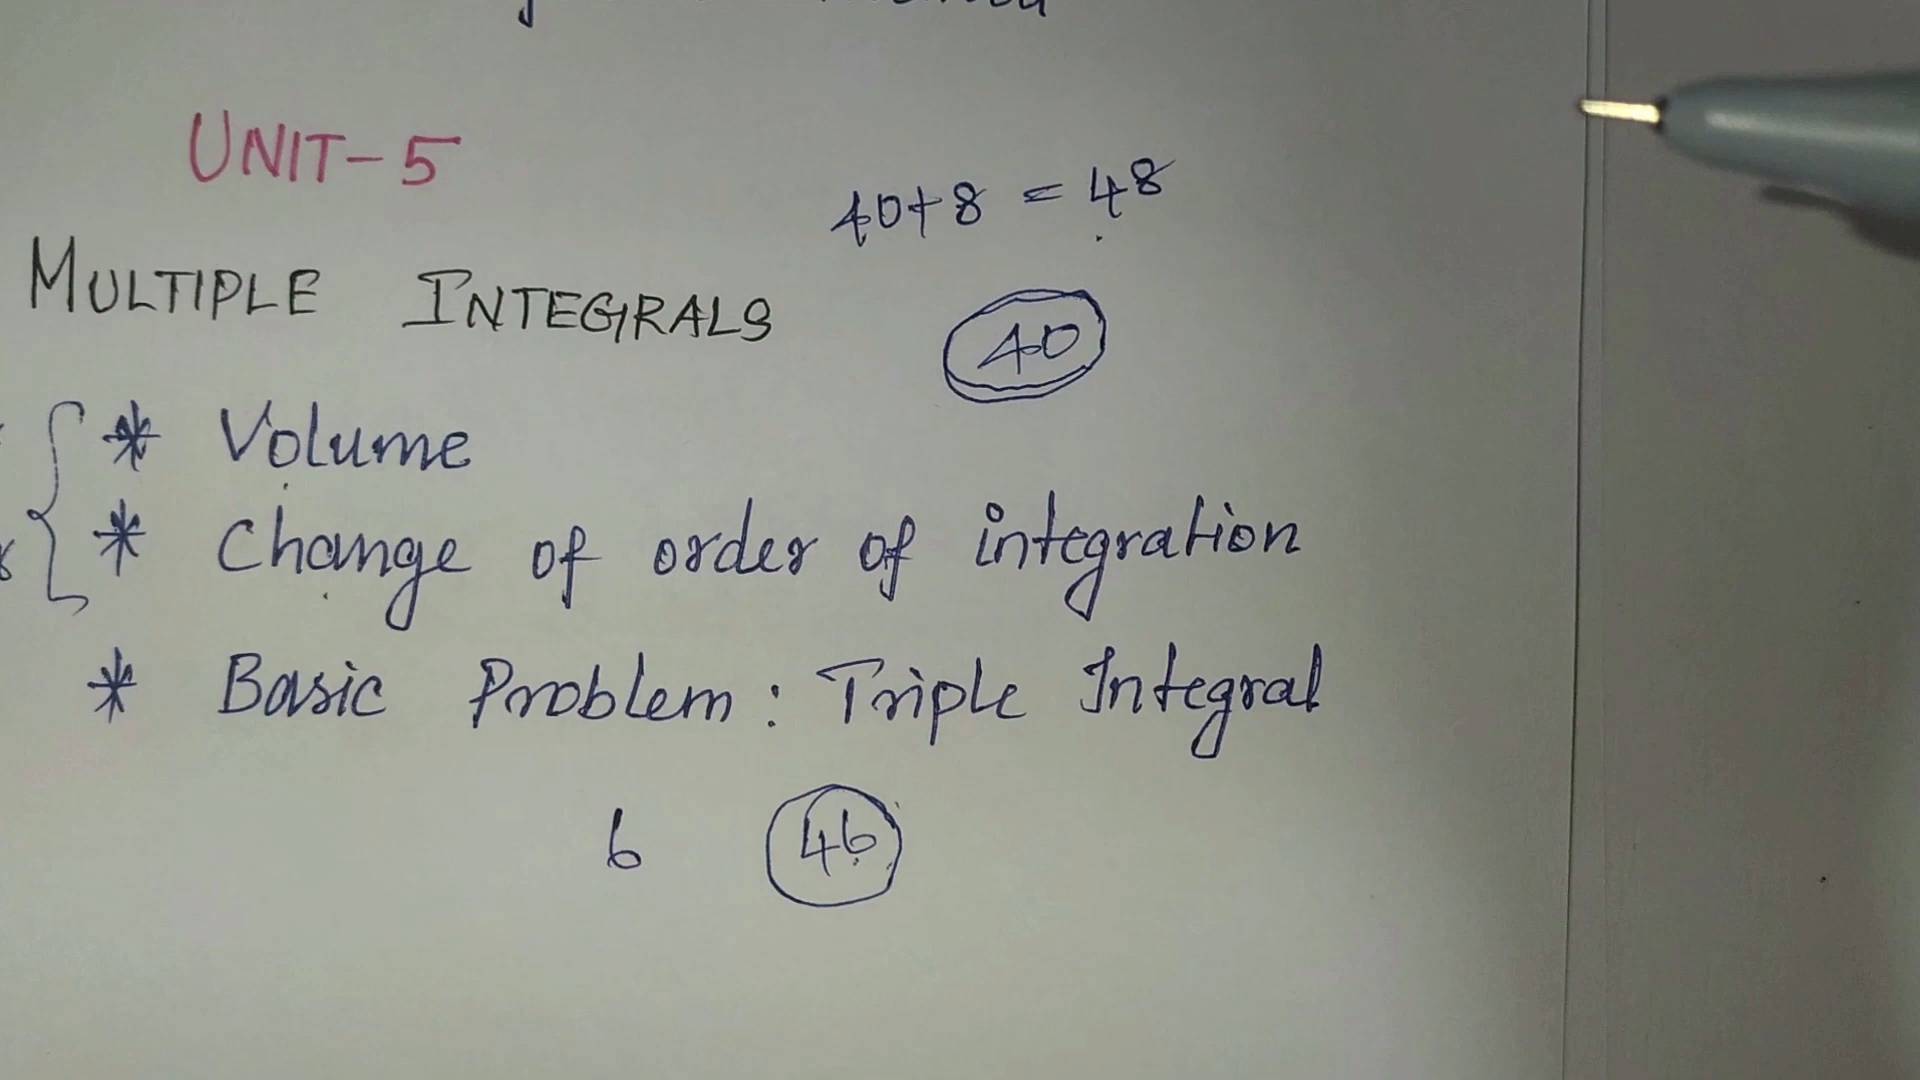 UNIT-5
40+8 = 48
MULTIPLE INTEGRALS
40
* Volume
* Change of order of integration
* Basic Problem: Triple Integral
6 46